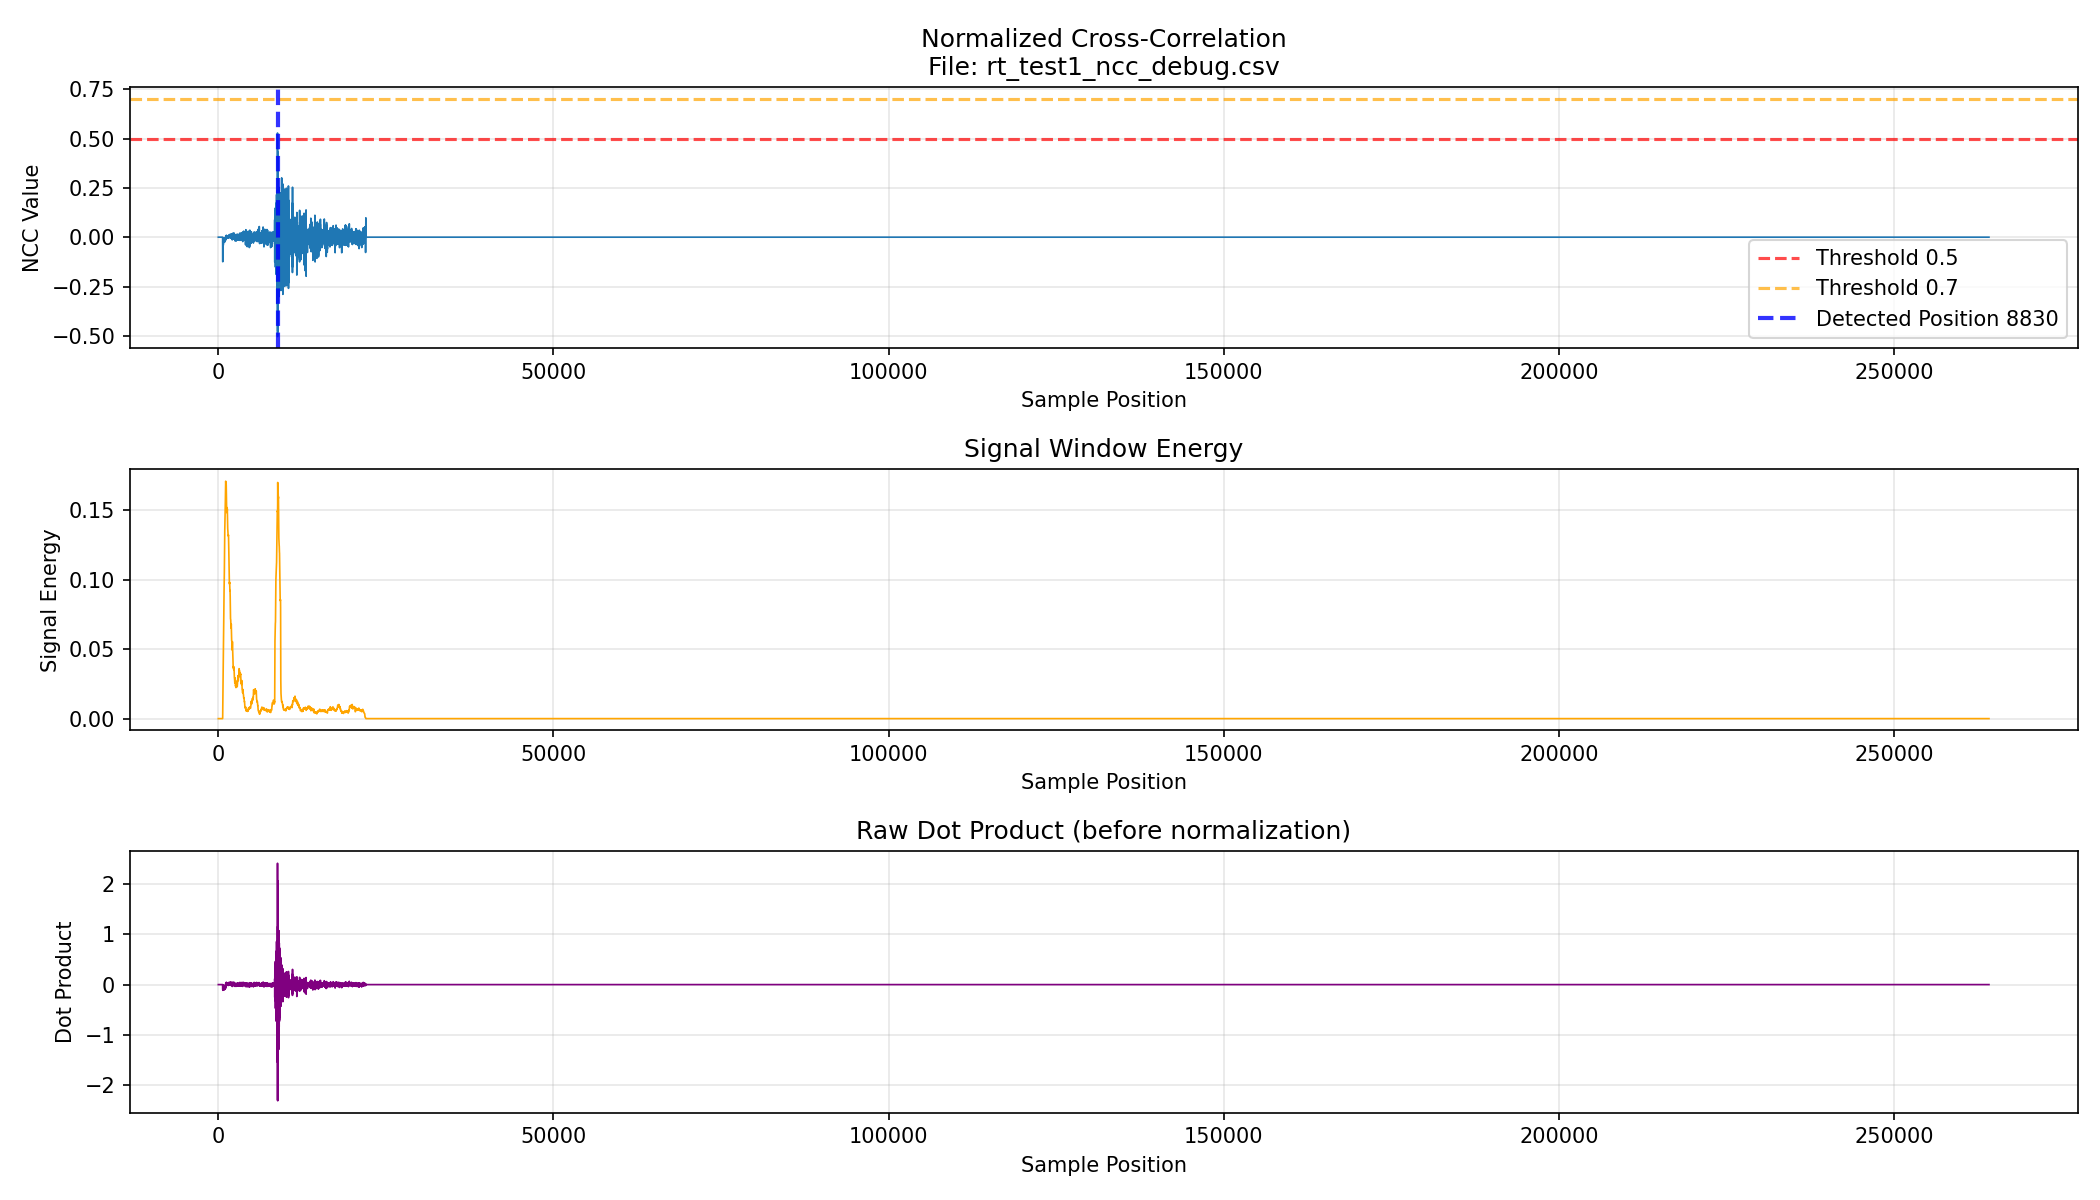 Normalized Cross-Correlation
File: rt_test1_ncc_debug.csv
NCC Value
0.75
0.50
0.25
0.00
−0.25
−0.50
Threshold 0.5
Threshold 0.7
Detected Position 8830
0 50000 100000 150000 200000 250000
Sample Position
Signal Window Energy
Signal Energy
0.15
0.10
0.05
0.00
0 50000 100000 150000 200000 250000
Sample Position
Raw Dot Product (before normalization)
Dot Product
2
1
0
−1
−2
0 50000 100000 150000 200000 250000
Sample Position